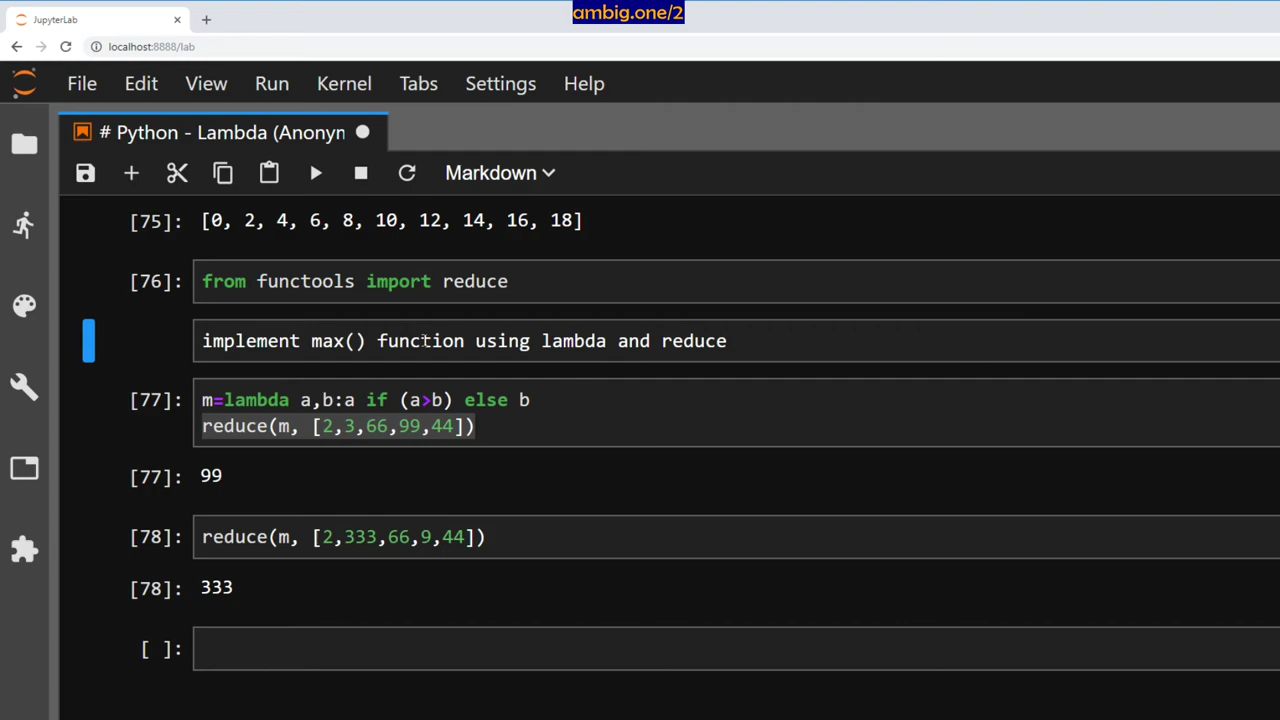 ambig.one/2
JupyterLab
localhost:8888/lab
File Edit View Run Kernel Tabs Settings Help
# Python - Lambda (Anonyn
Markdown
[75]: [0, 2, 4, 6, 8, 10, 12, 14, 16, 18]
[76]: from functools import reduce
implement max() function using lambda and reduce
[77]: m=lambda a,b:a if (a>b) else b
reduce(m, [2,3,66,99,44])
[77]: 99
[78]: reduce(m, [2,333,66,9,44])
[78]: 333
[ ]: